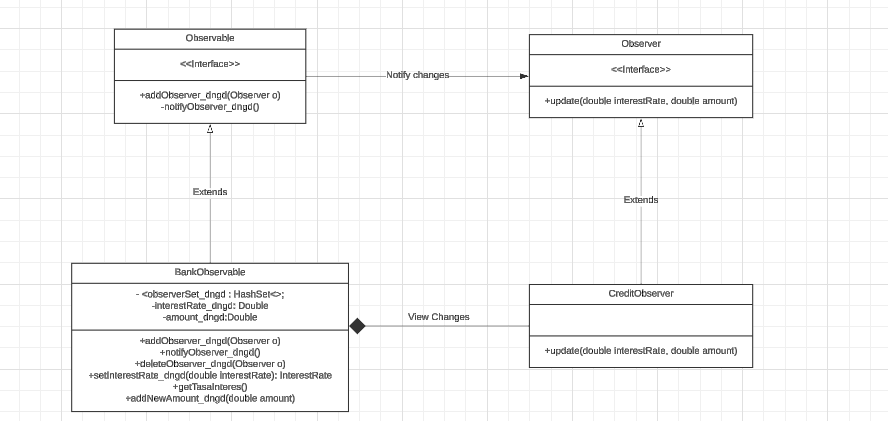 Observable
<<Interface>>
+addObserver_dngd(Observer o)
-notifyObserver_dngd()
Notify changes
Observer
<<Interface>>
+update(double interestRate, double amount)
Extends
Extends
BankObservable
- <observerSet_dngd : HashSet<>;
-interestRate_dngd: Double
-amount_dngd:Double
+addObserver_dngd(Observer o)
+notifyObserver_dngd()
+deleteObserver_dngd(Observer o)
+setInterestRate_dngd(double interestRate): InterestRate
+getTasaInteres()
+addNewAmount_dngd(double amount)
View Changes
CreditObserver
+update(double interestRate, double amount)